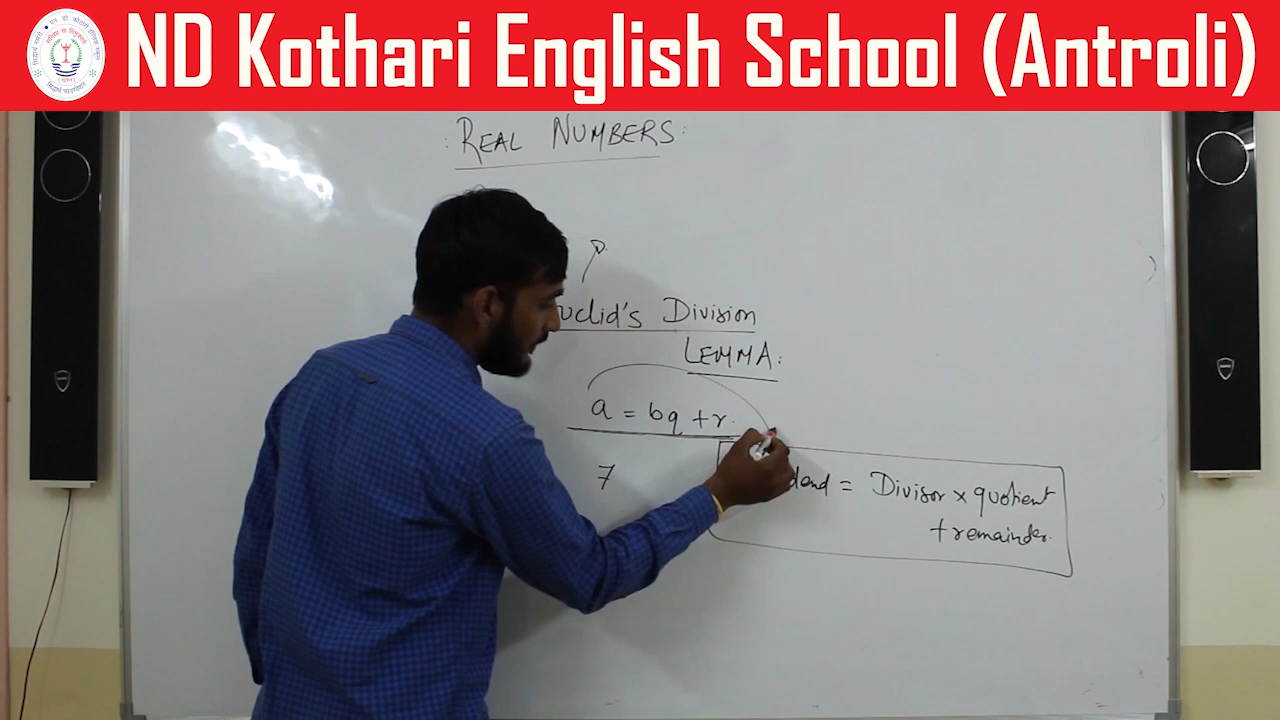 ND Kothari English School (Antroli)
REAL NUMBERS:
uclid's Division
LEMMA:
a = bq + r.
7
dend = Divisor × quotient
+ remainder.